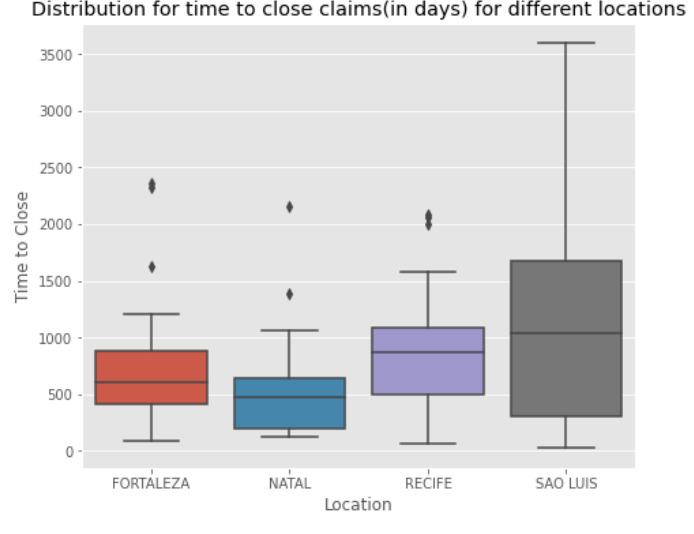 Distribution for time to close claims(in days) for different locations
3500
3000
2500
2000
1500
1000
500
0
Time to Close
FORTALEZA
NATAL
RECIFE
SAO LUIS
Location